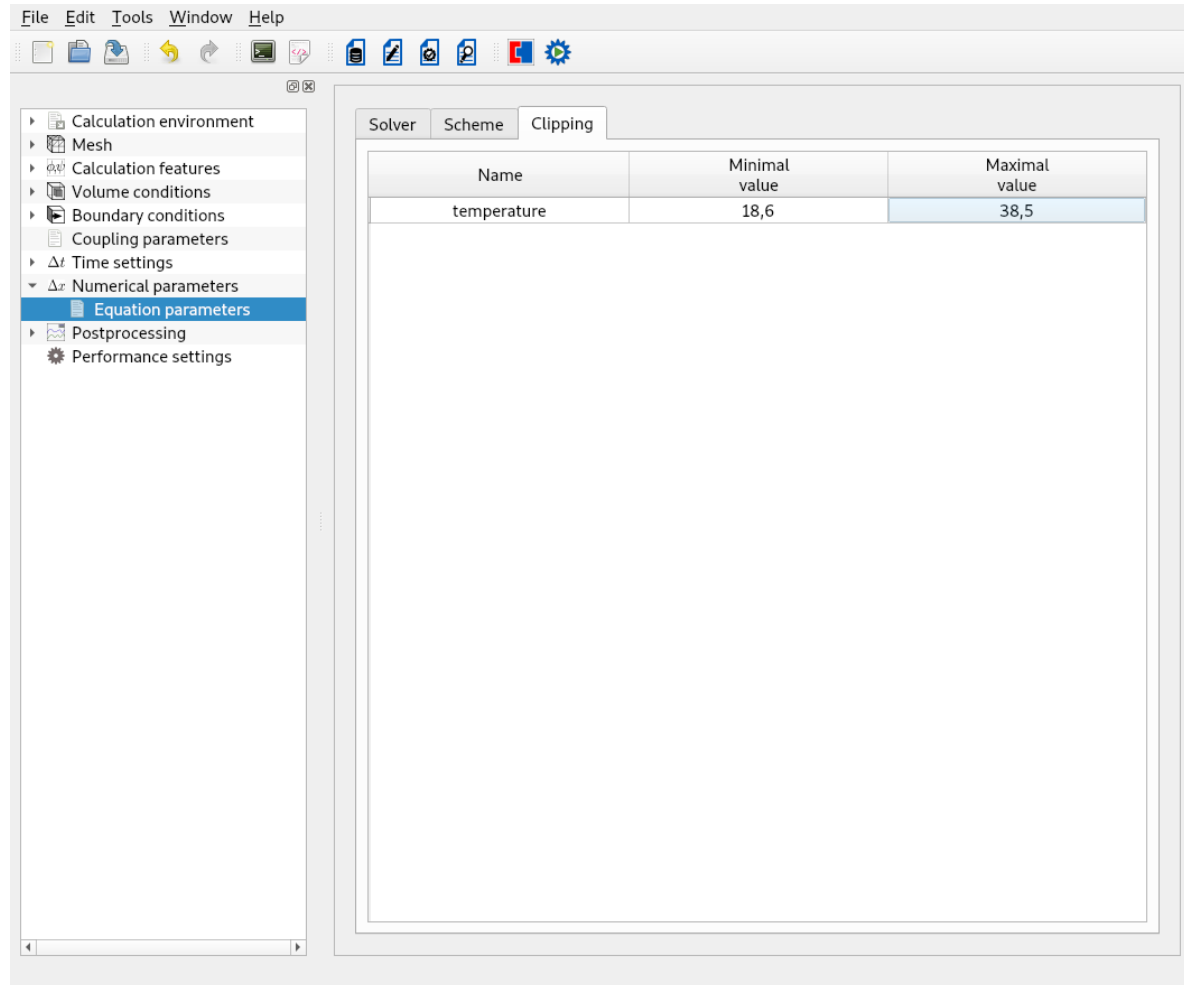 File Edit Tools Window Help
Calculation environment
Mesh
Calculation features
Volume conditions
Boundary conditions
Coupling parameters
Δt Time settings
Δx Numerical parameters
Equation parameters
Postprocessing
Performance settings
Solver Scheme Clipping
Name Minimal value Maximal value
temperature 18,6 38,5